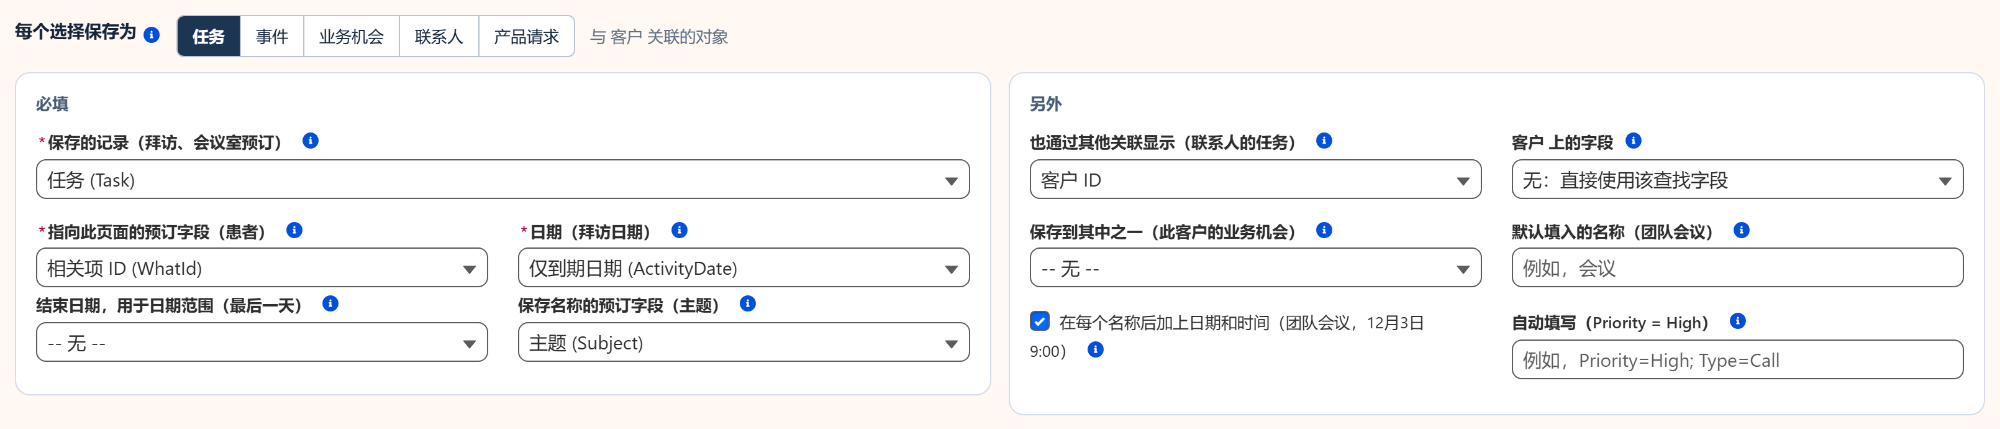 每个选择保存为 任务 事件 业务机会 联系人 产品请求 与 客户 关联的对象
必填
*保存的记录（拜访、会议室预订）
任务 (Task)
*指向此页面的预订字段（患者） *日期（拜访日期）
相关项 ID (WhatId) 仅到期日期 (ActivityDate)
结束日期，用于日期范围（最后一天） 保存名称的预订字段（主题）
-- 无 -- 主题 (Subject)
另外
也通过其他关联显示（联系人的任务） 客户 上的字段
客户 ID 无：直接使用该查找字段
保存到其中之一（此客户的业务机会） 默认填入的名称（团队会议）
-- 无 -- 例如，会议
在每个名称后加上日期和时间（团队会议，12月3日
9:00）
自动填写（Priority = High）
例如，Priority=High; Type=Call